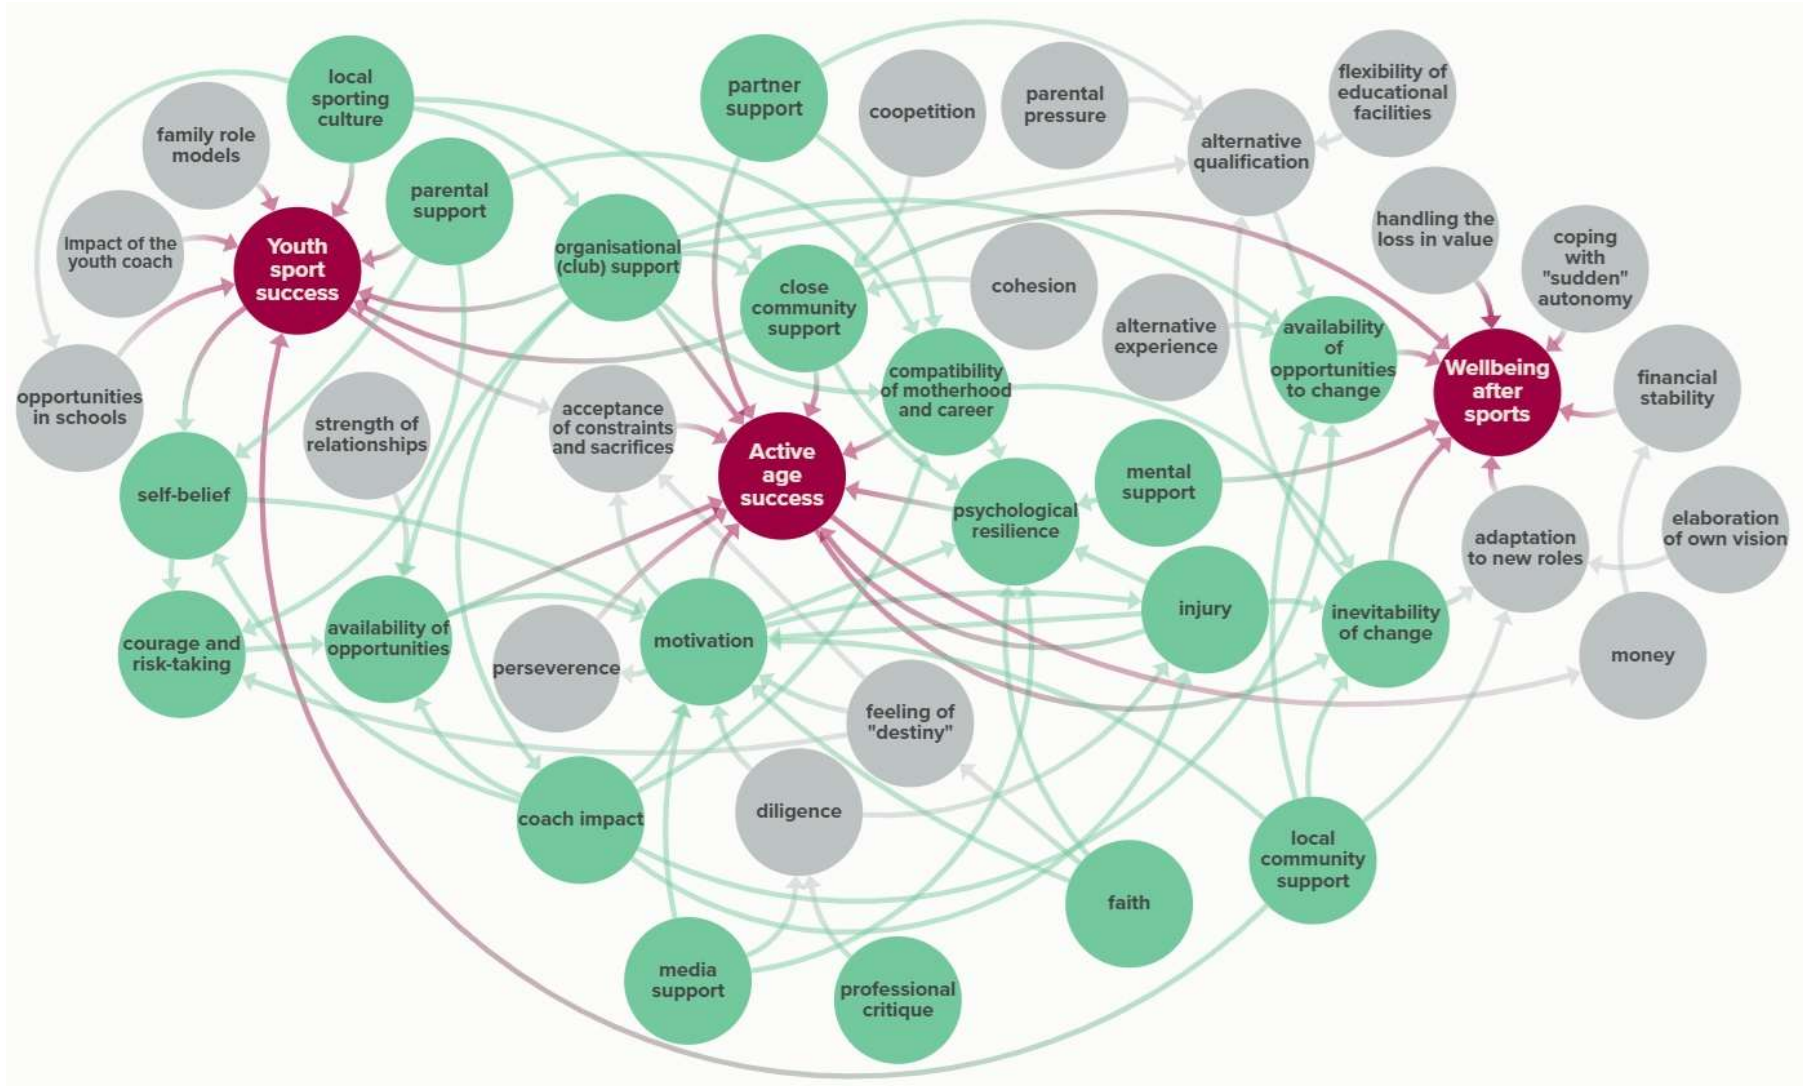 local
sporting
culture
family role
models
parental
support
Impact of the
youth coach
Youth
sport
success
opportunities
in schools
self-belief
strength of
relationships
courage and
risk-taking
availability of
opportunities
partner
support
coopetition
parental
pressure
flexibility of
educational
facilities
alternative
qualification
organisational
(club) support
close
community
support
cohesion
alternative
experience
availability
of
opportunities
to change
handling the
loss in value
coping
with
"sudden"
autonomy
Wellbeing
after
sports
financial
stability
acceptance
of constraints
and sacrifices
compatibility
of motherhood
and career
Active
age
success
mental
support
psychological
resilience
adaptation
to new roles
elaboration
of own vision
injury
inevitability
of change
money
perseverence
motivation
feeling of
"destiny"
coach impact
diligence
local
community
support
faith
media
support
professional
critique